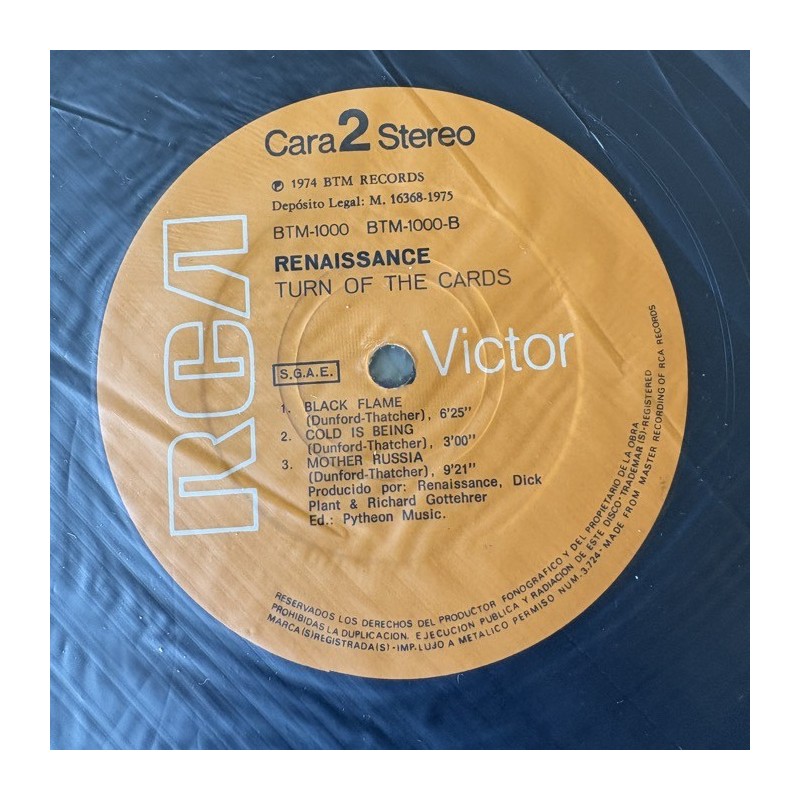 Cara 2 Stereo
℗ 1974 BTM RECORDS
Depósito Legal: M. 16368-1975
BTM-1000 BTM-1000-B
RENAISSANCE
TURN OF THE CARDS
RCA
Victor
S.G.A.E.
1. BLACK FLAME
(Dunford-Thatcher), 6'25''
2. COLD IS BEING
(Dunford-Thatcher), 3'00''
3. MOTHER RUSSIA
(Dunford-Thatcher), 9'21''
Producido por: Renaissance, Dick
Plant & Richard Gottehrer
Ed.: Pytheon Music.
RESERVADOS LOS DERECHOS DEL PRODUCTOR FONOGRAFICO Y DEL PROPIETARIO DE LA OBRA
PROHIBIDAS LA DUPLICACION, EJECUCION PUBLICA Y RADIACION DE ESTE DISCO-TRADEMAR(S)-REGISTERED
MARCA(S)REGISTRADA(S)-IMP. LUJO A METALICO PERMISO NUM-3.724-MADE FROM MASTER RECORDING OF RCA RECORDS